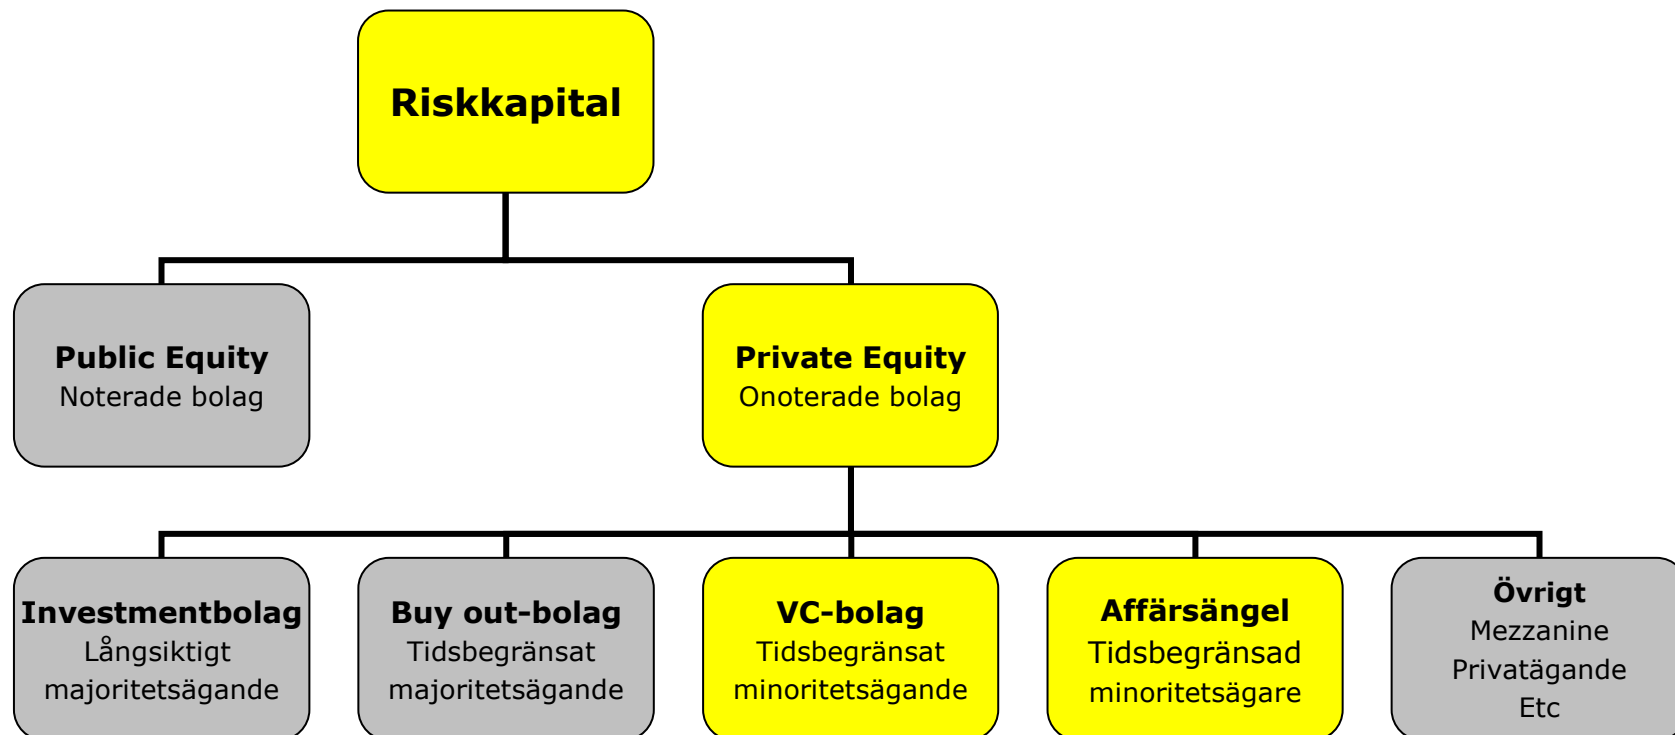 Riskkapital
Public Equity
Noterade bolag
Private Equity
Onoterade bolag
Investmentbolag
Långsiktigt
majoritetsägande
Buy out-bolag
Tidsbegränsat
majoritetsägande
VC-bolag
Tidsbegränsat
minoritetsägande
Affärsängel
Tidsbegränsad
minoritetsägare
Övrigt
Mezzanine
Privatägande
Etc